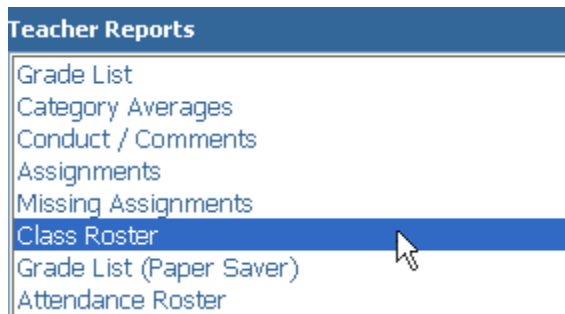 Teacher Reports
Grade List
Category Averages
Conduct / Comments
Assignments
Missing Assignments
Class Roster
Grade List (Paper Saver)
Attendance Roster